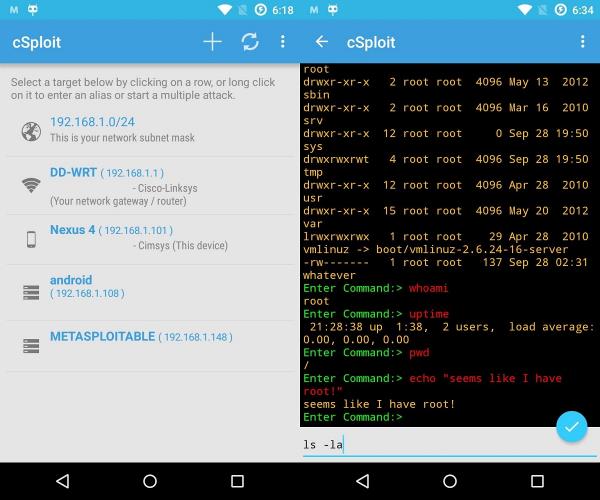 M 6:18
cSploit
Select a target below by clicking on a row, or long click
on it to enter an alias or start a multiple attack.
192.168.1.0/24
This is your network subnet mask
DD-WRT ( 192.168.1.1 )
- Cisco-Linksys
(Your network gateway / router)
Nexus 4 ( 192.168.1.101 )
- Cimsys (This device)
android
( 192.168.1.108 )
METASPLOITABLE ( 192.168.1.148 )
M 6:34
cSploit
root
drwxr-xr-x 2 root root 4096 May 13 2012
sbin
drwxr-xr-x 2 root root 4096 Mar 16 2010
srv
drwxr-xr-x 12 root root 0 Sep 28 19:50
sys
drwxrwxrwt 4 root root 4096 Sep 28 19:50
tmp
drwxr-xr-x 12 root root 4096 Apr 28 2010
usr
drwxr-xr-x 15 root root 4096 May 20 2012
var
lrwxrwxrwx 1 root root 29 Apr 28 2010
vmlinuz -> boot/vmlinuz-2.6.24-16-server
-rw------- 1 root root 137 Sep 28 02:31
whatever
Enter Command:> whoami
root
Enter Command:> uptime
21:28:38 up 1:38, 2 users, load average:
0.00, 0.00, 0.00
Enter Command:> pwd
/
Enter Command:> echo "seems like I have
root!"
seems like I have root!
Enter Command:>
ls -la